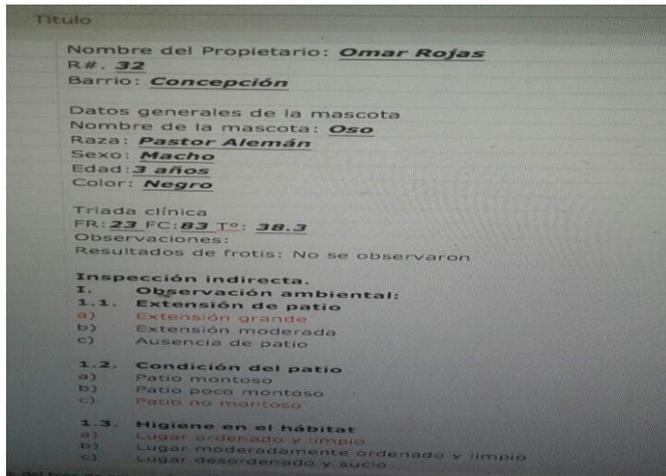 Titulo
Nombre del Propietario: Omar Rojas
R#. 32
Barrio: Concepción
Datos generales de la mascota
Nombre de la mascota: Oso
Raza: Pastor Alemán
Sexo: Macho
Edad: 3 años
Color: Negro
Triada clínica
FR: 23 FC: 83 Tº: 38.3
Observaciones:
Resultados de frotis: No se observaron
Inspección indirecta.
I. Observación ambiental:
1.1. Extensión de patio
a) Extensión grande
b) Extensión moderada
c) Ausencia de patio
1.2. Condición del patio
a) Patio montoso
b) Patio poco montoso
c) Patio no montoso
1.3. Higiene en el hábitat
a) Lugar ordenado y limpio
b) Lugar moderadamente ordenado y limpio
c) Lugar desordenado y sucio